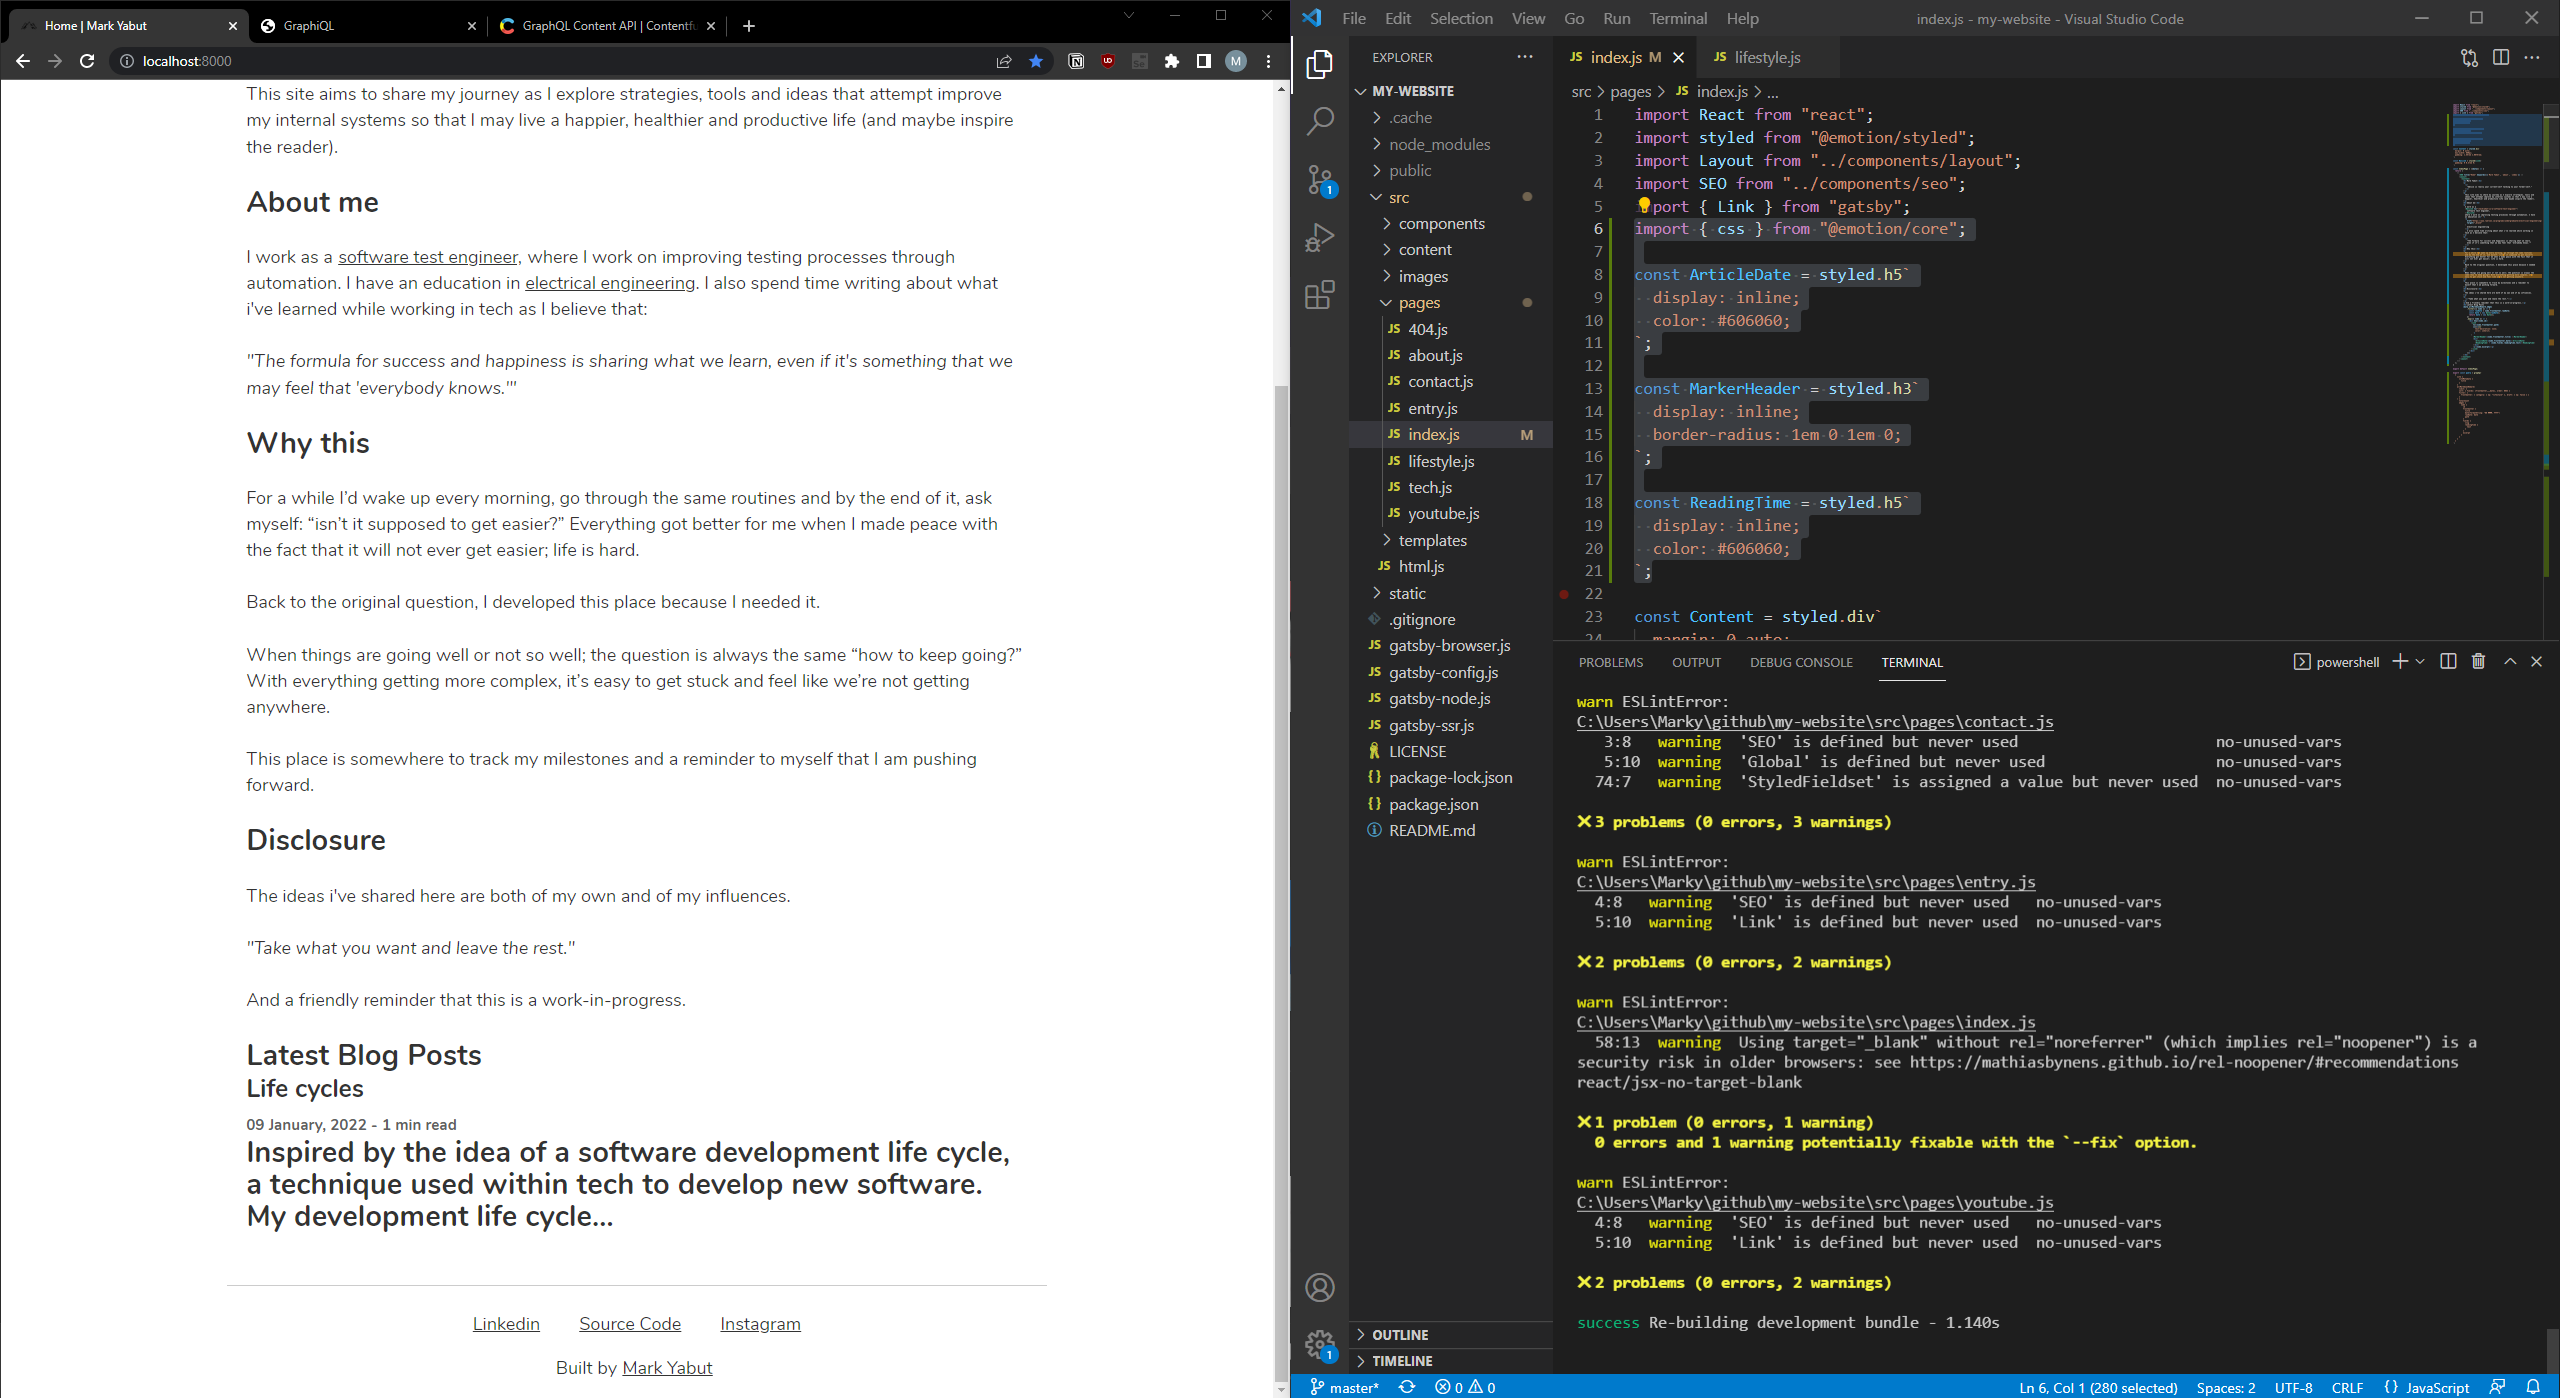 Home | Mark Yabut
GraphiQL
GraphQL Content API | Contentfu
localhost:8000
M
This site aims to share my journey as I explore strategies, tools and ideas that attempt improve
my internal systems so that I may live a happier, healthier and productive life (and maybe inspire
the reader).
About me
I work as a software test engineer, where I work on improving testing processes through
automation. I have an education in electrical engineering. I also spend time writing about what
i've learned while working in tech as I believe that:
"The formula for success and happiness is sharing what we learn, even if it's something that we
may feel that 'everybody knows.'"
Why this
For a while I’d wake up every morning, go through the same routines and by the end of it, ask
myself: “isn’t it supposed to get easier?” Everything got better for me when I made peace with
the fact that it will not ever get easier; life is hard.
Back to the original question, I developed this place because I needed it.
When things are going well or not so well; the question is always the same “how to keep going?”
With everything getting more complex, it’s easy to get stuck and feel like we’re not getting
anywhere.
This place is somewhere to track my milestones and a reminder to myself that I am pushing
forward.
Disclosure
The ideas i've shared here are both of my own and of my influences.
"Take what you want and leave the rest."
And a friendly reminder that this is a work-in-progress.
Latest Blog Posts
Life cycles
09 January, 2022 - 1 min read
Inspired by the idea of a software development life cycle,
a technique used within tech to develop new software.
My development life cycle...
Linkedin Source Code Instagram
Built by Mark Yabut
File Edit Selection View Go Run Terminal Help
index.js - my-website - Visual Studio Code
EXPLORER
MY-WEBSITE
.cache
node_modules
public
src
components
content
images
pages
JS 404.js
JS about.js
JS contact.js
JS entry.js
JS index.js M
JS lifestyle.js
JS tech.js
JS youtube.js
templates
JS html.js
static
.gitignore
JS gatsby-browser.js
JS gatsby-config.js
JS gatsby-node.js
JS gatsby-ssr.js
LICENSE
{} package-lock.json
{} package.json
README.md
OUTLINE
TIMELINE
1
1
JS index.js M
JS lifestyle.js
src > pages > JS index.js > ...
1 import React from "react";
2 import styled from "@emotion/styled";
3 import Layout from "../components/layout";
4 import SEO from "../components/seo";
5 import { Link } from "gatsby";
6 import { css } from "@emotion/core";
7
8 const ArticleDate = styled.h5`
9 display: inline;
10 color: #606060;
11 `;
12
13 const MarkerHeader = styled.h3`
14 display: inline;
15 border-radius: 1em 0 1em 0;
16 `;
17
18 const ReadingTime = styled.h5`
19 display: inline;
20 color: #606060;
21 `;
22
23 const Content = styled.div`
24 margin: 0 auto;
PROBLEMS OUTPUT DEBUG CONSOLE TERMINAL
powershell
warn ESLintError:
C:\Users\Marky\github\my-website\src\pages\contact.js
3:8 warning 'SEO' is defined but never used no-unused-vars
5:10 warning 'Global' is defined but never used no-unused-vars
74:7 warning 'StyledFieldset' is assigned a value but never used no-unused-vars
✕ 3 problems (0 errors, 3 warnings)
warn ESLintError:
C:\Users\Marky\github\my-website\src\pages\entry.js
4:8 warning 'SEO' is defined but never used no-unused-vars
5:10 warning 'Link' is defined but never used no-unused-vars
✕ 2 problems (0 errors, 2 warnings)
warn ESLintError:
C:\Users\Marky\github\my-website\src\pages\index.js
58:13 warning Using target="_blank" without rel="noreferrer" (which implies rel="noopener") is a
security risk in older browsers: see https://mathiasbynens.github.io/rel-noopener/#recommendations
react/jsx-no-target-blank
✕ 1 problem (0 errors, 1 warning)
0 errors and 1 warning potentially fixable with the `--fix` option.
warn ESLintError:
C:\Users\Marky\github\my-website\src\pages\youtube.js
4:8 warning 'SEO' is defined but never used no-unused-vars
5:10 warning 'Link' is defined but never used no-unused-vars
✕ 2 problems (0 errors, 2 warnings)
success Re-building development bundle - 1.140s
master* 0 0
Ln 6, Col 1 (280 selected) Spaces: 2 UTF-8 CRLF {} JavaScript